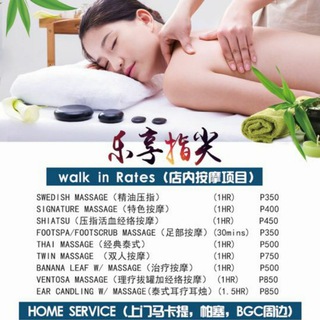 乐享指尖
walk in Rates (店内按摩项目)
SWEDISH MASSAGE (精油压指) (1HR) P350
SIGNATURE MASSAGE (特色按摩) (1HR) P400
SHIATSU (压指活血经络按摩) (1HR) P450
FOOTSPA/FOOTSCRUB MASSAGE (足部按摩) (30mins) P350
THAI MASSAGE (经典泰式) (1HR) P500
TWIN MASSAGE (双人按摩) (1HR) P750
BANANA LEAF W/ MASSAGE (治疗按摩) (1HR) P500
VENTOSA MASSAGE (理疗拔罐加经络按摩) (1HR) P850
EAR CANDLING W/ MASSAGE(泰式耳疗耳烛) (1.5HR) P850
HOME SERVICE (上门马卡提, 帕塞, BGC周边)